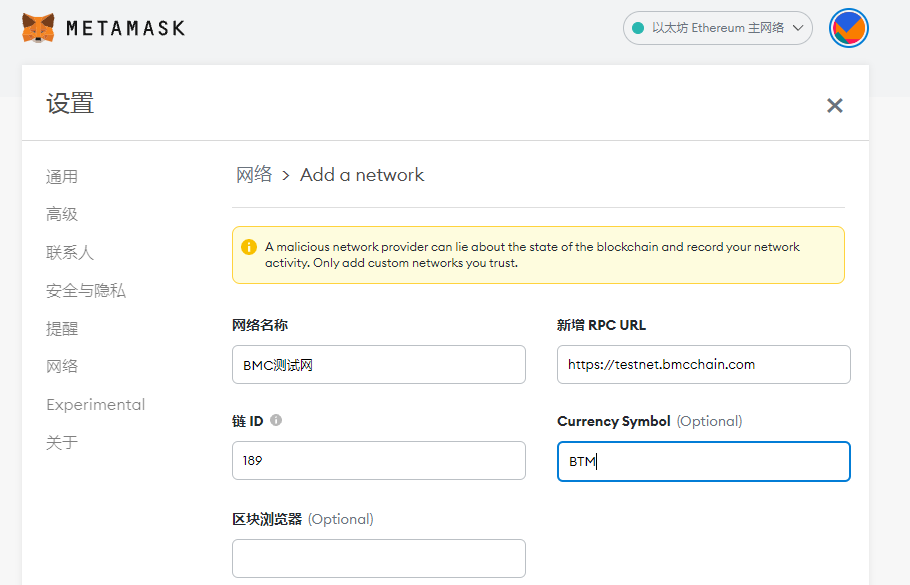 METAMASK
以太坊 Ethereum 主网络
设置
通用
高级
联系人
安全与隐私
提醒
网络
Experimental
关于
网络 > Add a network
A malicious network provider can lie about the state of the blockchain and record your network
activity. Only add custom networks you trust.
网络名称
BMC测试网
新增 RPC URL
https://testnet.bmcchain.com
链 ID
189
Currency Symbol (Optional)
BTM
区块浏览器 (Optional)